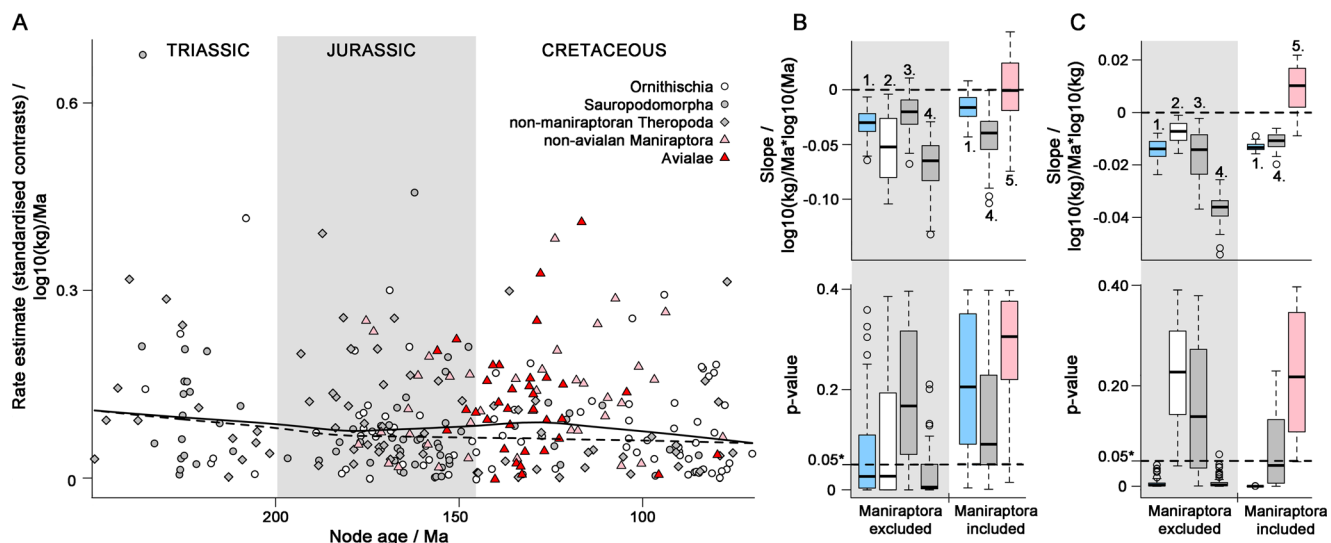 A
TRIASSIC
JURASSIC
CRETACEOUS
Ornithischia
Sauropodomorpha
non-maniraptoran Theropoda
non-avialan Maniraptora
Avialae
Rate estimate (standardised contrasts) /
log10(kg)/Ma
0.6
0.3
0
200
150
100
Node age / Ma
B
Slope /
log10(kg)/Ma*log10(Ma)
0
-0.05
-0.10
1.
2.
3.
4.
1.
4.
5.
p-value
0.4
0.2
0.05*
0
Maniraptora
excluded
Maniraptora
included
C
Slope /
log10(kg)/Ma*log10(kg)
0.02
0
-0.02
-0.04
1.
2.
3.
4.
1.
4.
5.
p-value
0.40
0.20
0.05*
0
Maniraptora
excluded
Maniraptora
included